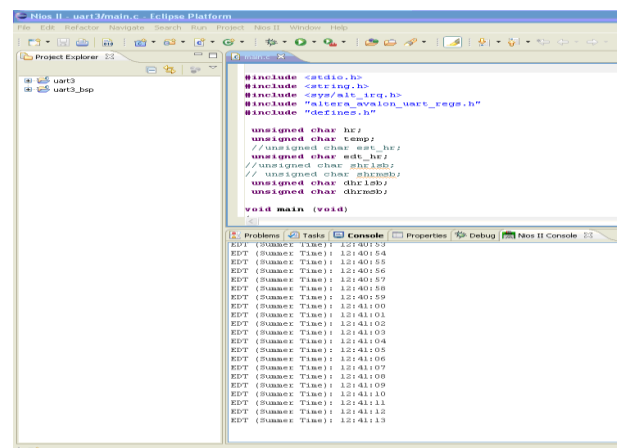 Nios II - uart3/main.c - Eclipse Platform
File Edit Refactor Navigate Search Run Project Nios II Window Help
Project Explorer
main.c
uart3
uart3_bsp
#include <stdio.h>
#include <string.h>
#include <sys/alt_irq.h>
#include "altera_avalon_uart_regs.h"
#include "defines.h"
unsigned char hr;
unsigned char temp;
//unsigned char est_hr;
unsigned char edt_hr;
//unsigned char shrlsb;
// unsigned char shrmsb;
unsigned char dhrlsb;
unsigned char dhrmsb;
void main (void)
Problems Tasks Console Properties Debug Nios II Console
EDT (Summer Time): 12:40:53
EDT (Summer Time): 12:40:54
EDT (Summer Time): 12:40:55
EDT (Summer Time): 12:40:56
EDT (Summer Time): 12:40:57
EDT (Summer Time): 12:40:58
EDT (Summer Time): 12:40:59
EDT (Summer Time): 12:41:00
EDT (Summer Time): 12:41:01
EDT (Summer Time): 12:41:02
EDT (Summer Time): 12:41:03
EDT (Summer Time): 12:41:04
EDT (Summer Time): 12:41:05
EDT (Summer Time): 12:41:06
EDT (Summer Time): 12:41:07
EDT (Summer Time): 12:41:08
EDT (Summer Time): 12:41:09
EDT (Summer Time): 12:41:10
EDT (Summer Time): 12:41:11
EDT (Summer Time): 12:41:12
EDT (Summer Time): 12:41:13